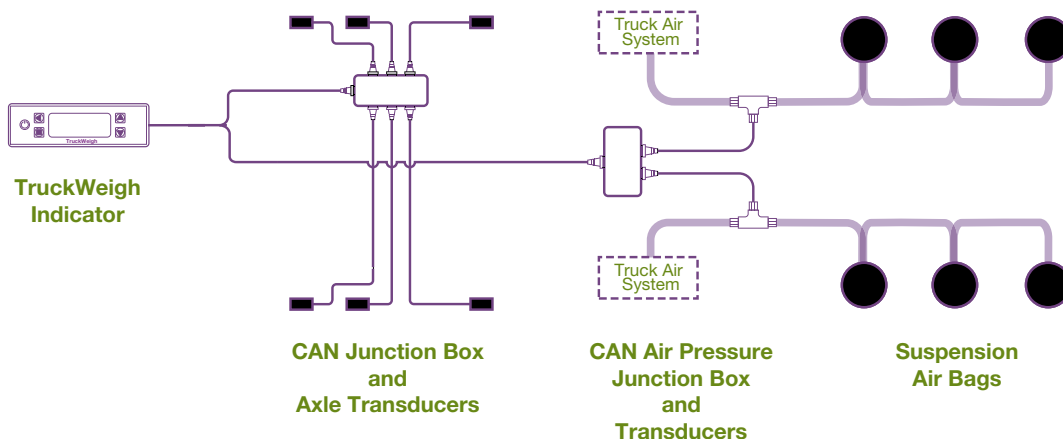 Truck Air
System
TruckWeigh
TruckWeigh
Indicator
Truck Air
System
CAN Junction Box
and
Axle Transducers
CAN Air Pressure
Junction Box
and
Transducers
Suspension
Air Bags